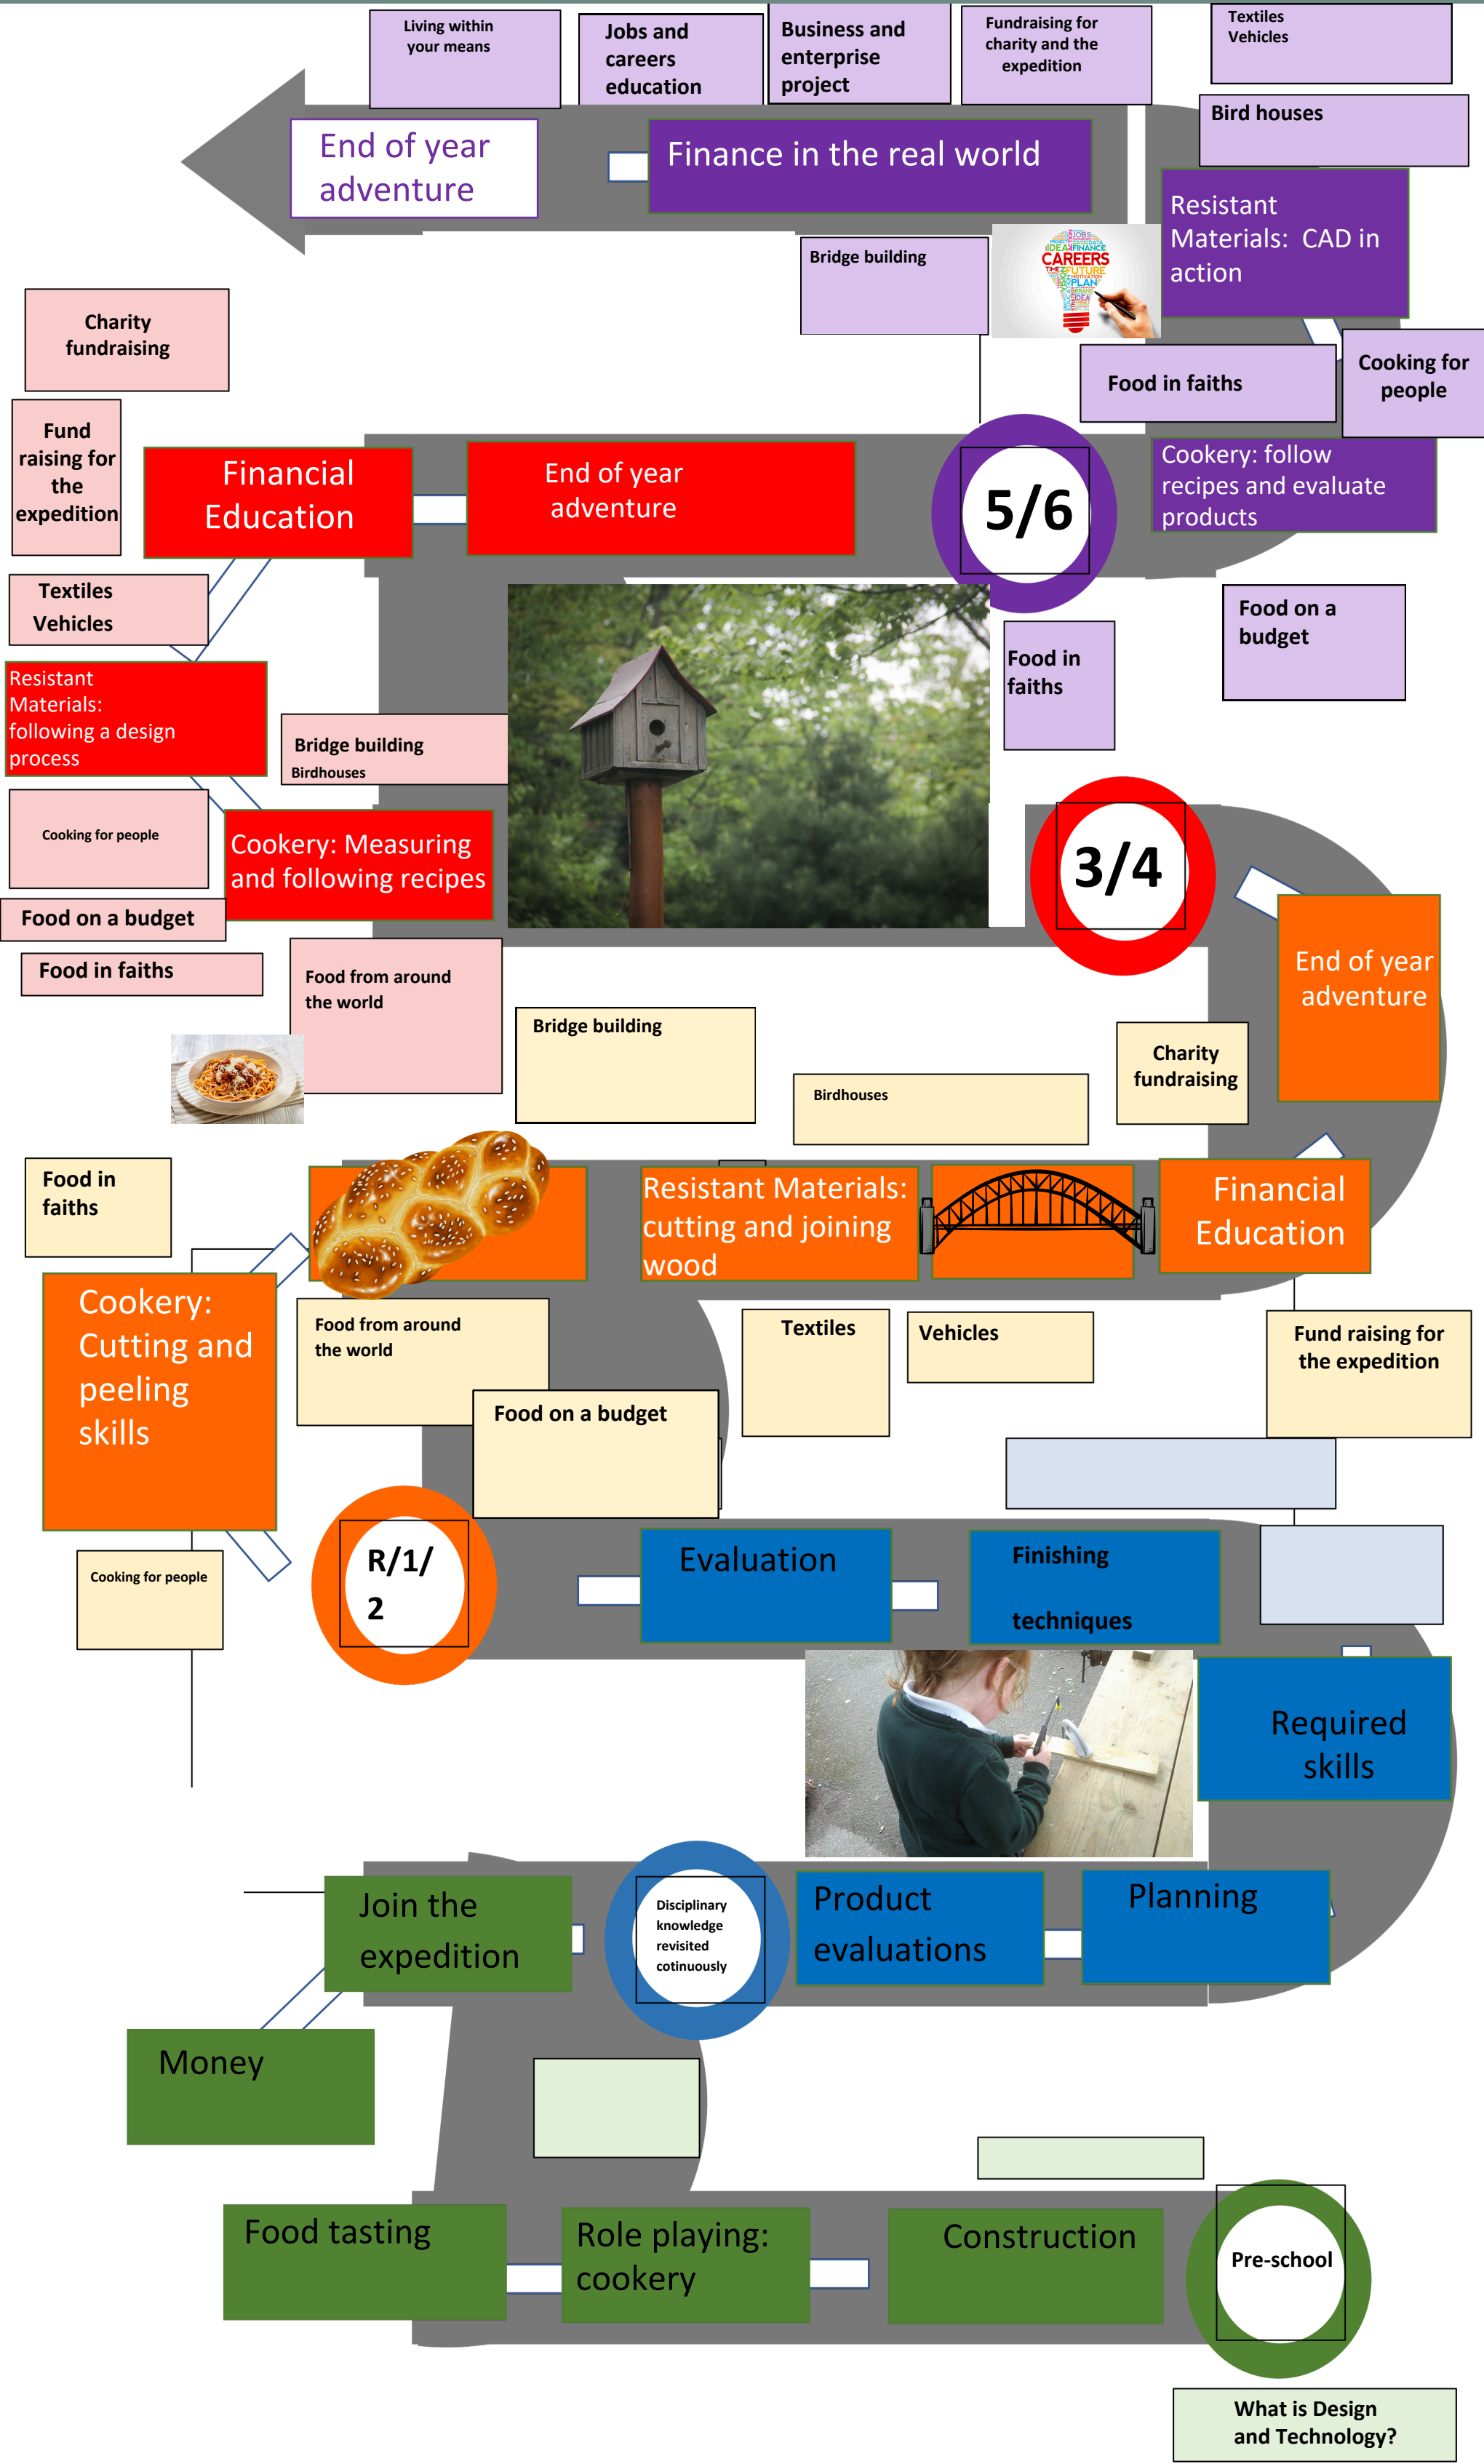 Living within
your means
Jobs and
careers
education
Business and
enterprise
project
Fundraising for
charity and the
expedition
Textiles
Vehicles
Bird houses
End of year
adventure
Finance in the real world
Resistant
Materials: CAD in
action
Bridge building
JOBS
IDEA FINANCE
CAREERS
TIME FUTURE
MOTIVATION
PLAN
BRAND
IDEA
Charity
fundraising
Food in faiths
Cooking for
people
Fund
raising for
the
expedition
Financial
Education
End of year
adventure
5/6
Cookery: follow
recipes and evaluate
products
Textiles
Vehicles
Food on a
budget
Food in
faiths
Resistant
Materials:
following a design
process
Bridge building
Birdhouses
Cooking for people
Cookery: Measuring
and following recipes
3/4
Food on a budget
Food in faiths
Food from around
the world
End of year
adventure
Bridge building
Charity
fundraising
Birdhouses
Food in
faiths
Resistant Materials:
cutting and joining
wood
Financial
Education
Cookery:
Cutting and
peeling
skills
Food from around
the world
Textiles
Vehicles
Fund raising for
the expedition
Food on a budget
R/1/
2
Evaluation
Finishing
techniques
Cooking for people
Required
skills
Join the
expedition
Disciplinary
knowledge
revisited
cotinuously
Product
evaluations
Planning
Money
Food tasting
Role playing:
cookery
Construction
Pre-school
What is Design
and Technology?